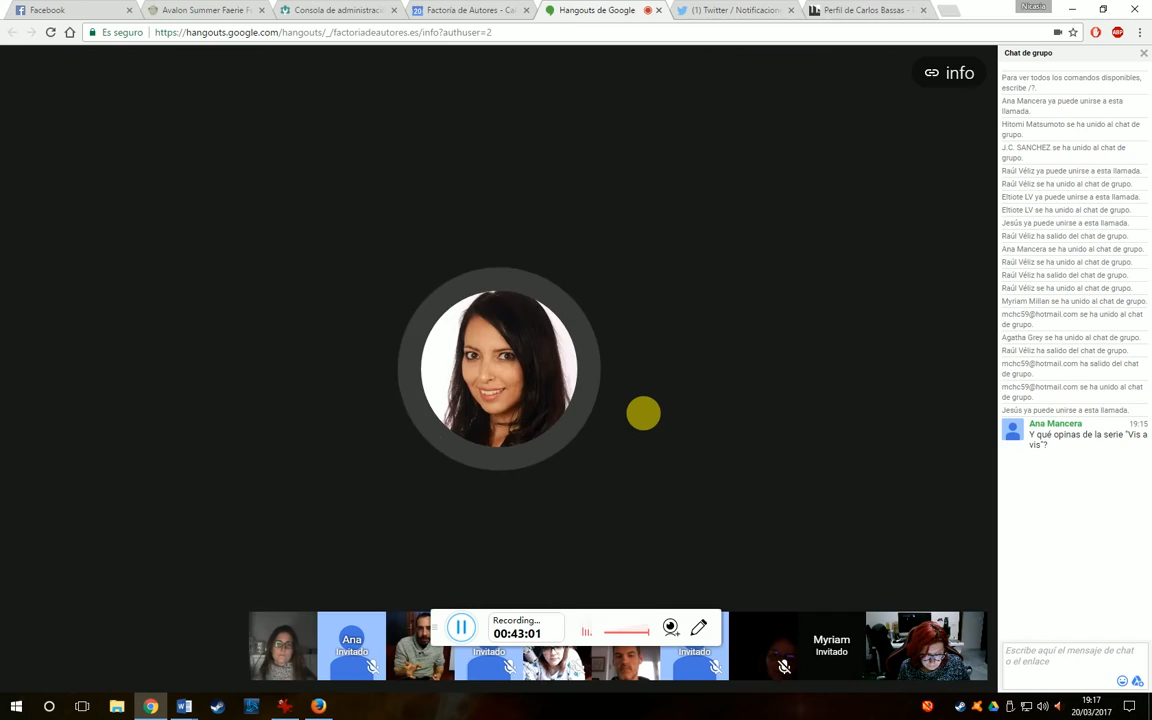 Facebook
Avalon Summer Faerie F
Consola de administraci
Factoría de Autores - Ca
Hangouts de Google
(1) Twitter / Notificacion
Perfil de Carlos Bassas -
Nicasia
Es seguro
https://hangouts.google.com/hangouts/_/factoriadeautores.es/info?authuser=2
ABP
info
Chat de grupo
Para ver todos los comandos disponibles,
escribe /?.
Ana Mancera ya puede unirse a esta
llamada.
Hitomi Matsumoto se ha unido al chat de
grupo.
J.C. SANCHEZ se ha unido al chat de
grupo.
Raúl Véliz ya puede unirse a esta llamada.
Raúl Véliz se ha unido al chat de grupo.
Eltiote LV ya puede unirse a esta llamada.
Eltiote LV se ha unido al chat de grupo.
Jesús ya puede unirse a esta llamada.
Raúl Véliz ha salido del chat de grupo.
Ana Mancera se ha unido al chat de grupo.
Raúl Véliz se ha unido al chat de grupo.
Raúl Véliz ha salido del chat de grupo.
Raúl Véliz se ha unido al chat de grupo.
Myriam Millan se ha unido al chat de grupo.
mchc59@hotmail.com se ha unido al chat
de grupo.
Agatha Grey se ha unido al chat de grupo.
Raúl Véliz ha salido del chat de grupo.
mchc59@hotmail.com ha salido del chat
de grupo.
mchc59@hotmail.com se ha unido al chat
de grupo.
Jesús ya puede unirse a esta llamada.
Ana Mancera 19:15
Y qué opinas de la serie "Vis a
vis"?
Escribe aquí el mensaje de chat
o el enlace
Ana
Invitado
Recording...
00:43:01
Invitado
Invitado
Myriam
Invitado
19:17
20/03/2017